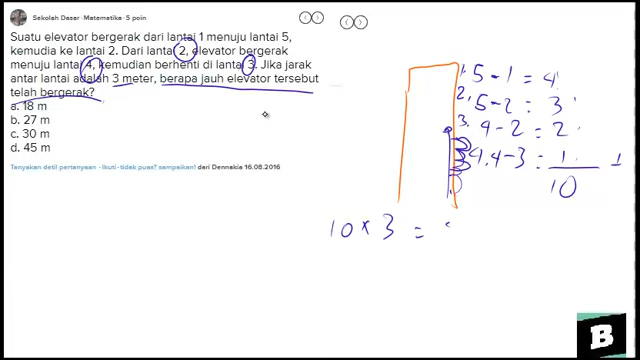 Sekolah Dasar · Matematika · 5 poin
Suatu elevator bergerak dari lantai 1 menuju lantai 5,
kemudia ke lantai 2. Dari lantai 2, elevator bergerak
menuju lantai 4, kemudian berhenti di lantai 3. Jika jarak
antar lantai adalah 3 meter, berapa jauh elevator tersebut
telah bergerak?
a. 18 m
b. 27 m
c. 30 m
d. 45 m
Tanyakan detil pertanyaan · Ikuti · tidak puas? sampaikan! dari Dennakia 16.08.2016
1. 5 - 1 = 4
2. 5 - 2 = 3
3. 4 - 2 = 2
4. 4 - 3 = 1
10
10 × 3 =
B